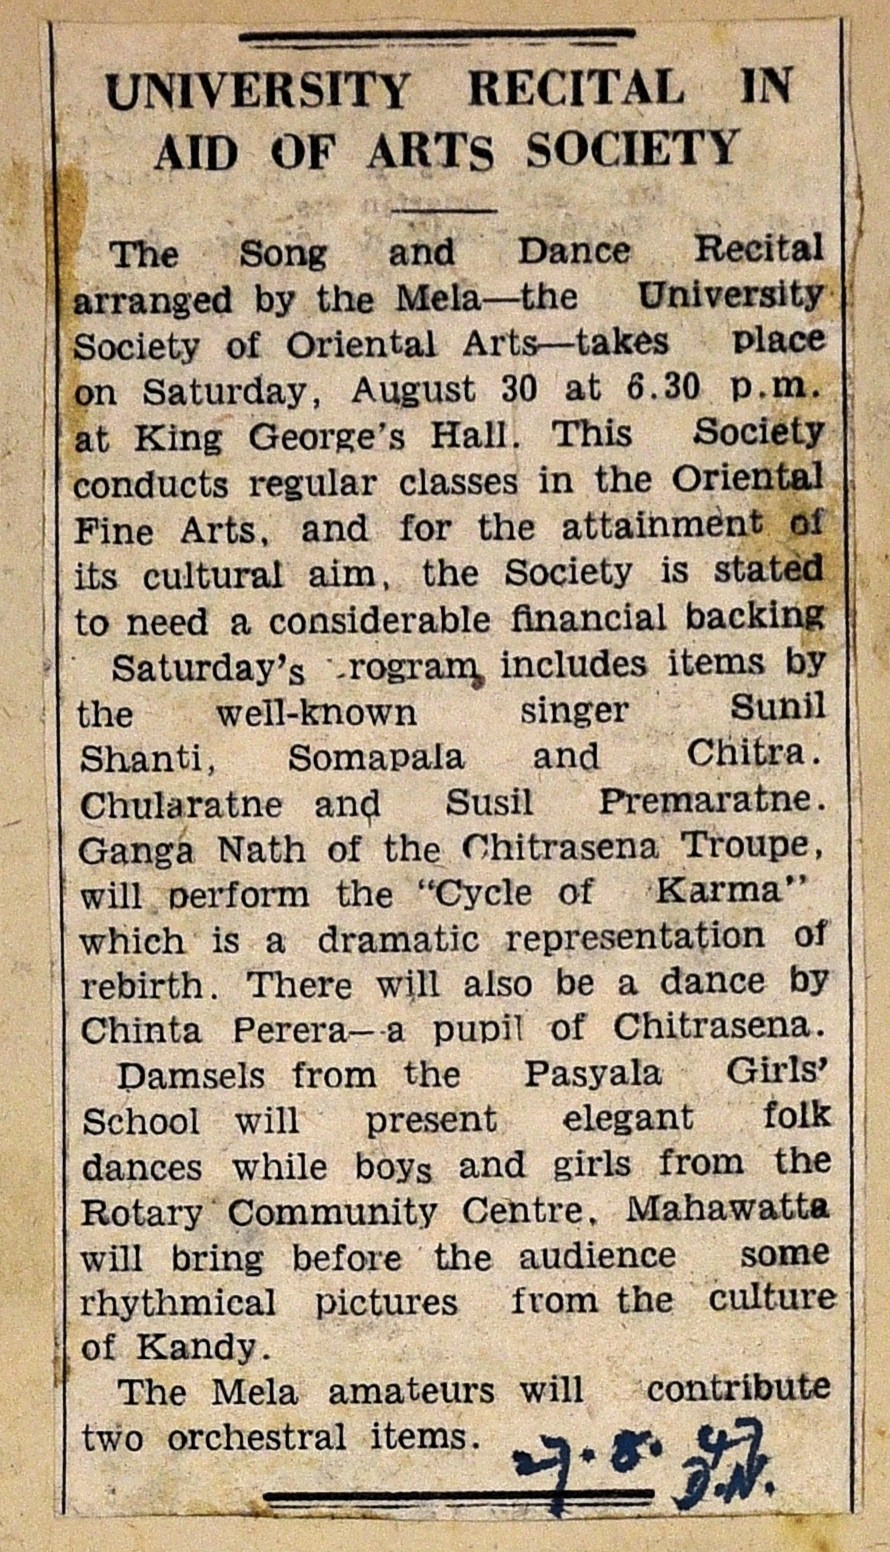 UNIVERSITY RECITAL IN
AID OF ARTS SOCIETY
The Song and Dance Recital
arranged by the Mela—the University
Society of Oriental Arts—takes place
on Saturday, August 30 at 6.30 p.m.
at King George's Hall. This Society
conducts regular classes in the Oriental
Fine Arts, and for the attainment of
its cultural aim, the Society is stated
to need a considerable financial backing
Saturday's rogram, includes items by
the well-known singer Sunil
Shanti, Somapala and Chitra.
Chularatne and Susil Premaratne.
Ganga Nath of the Chitrasena Troupe,
will perform the "Cycle of Karma"
which is a dramatic representation of
rebirth. There will also be a dance by
Chinta Perera—a pupil of Chitrasena.
Damsels from the Pasyala Girls'
School will present elegant folk
dances while boys and girls from the
Rotary Community Centre, Mahawatta
will bring before the audience some
rhythmical pictures from the culture
of Kandy.
The Mela amateurs will contribute
two orchestral items.
27.8.47
D.N.